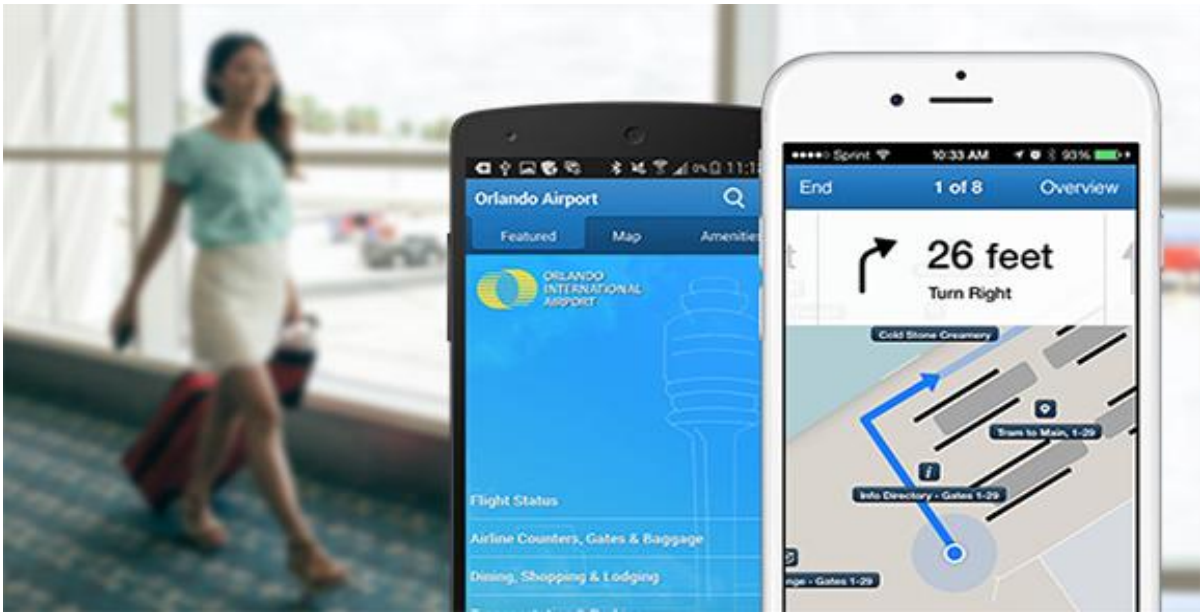 11:1
Orlando Airport
Featured
Map
Amenities
ORLANDO
INTERNATIONAL
AIRPORT
Flight Status
Airline Counters, Gates & Baggage
Dining, Shopping & Lodging
Sprint
10:33 AM
93%
End
1 of 8
Overview
26 feet
Turn Right
Cold Stone Creamery
Tram to Main, 1-29
Info Directory - Gates 1-29
- Gates 1-29